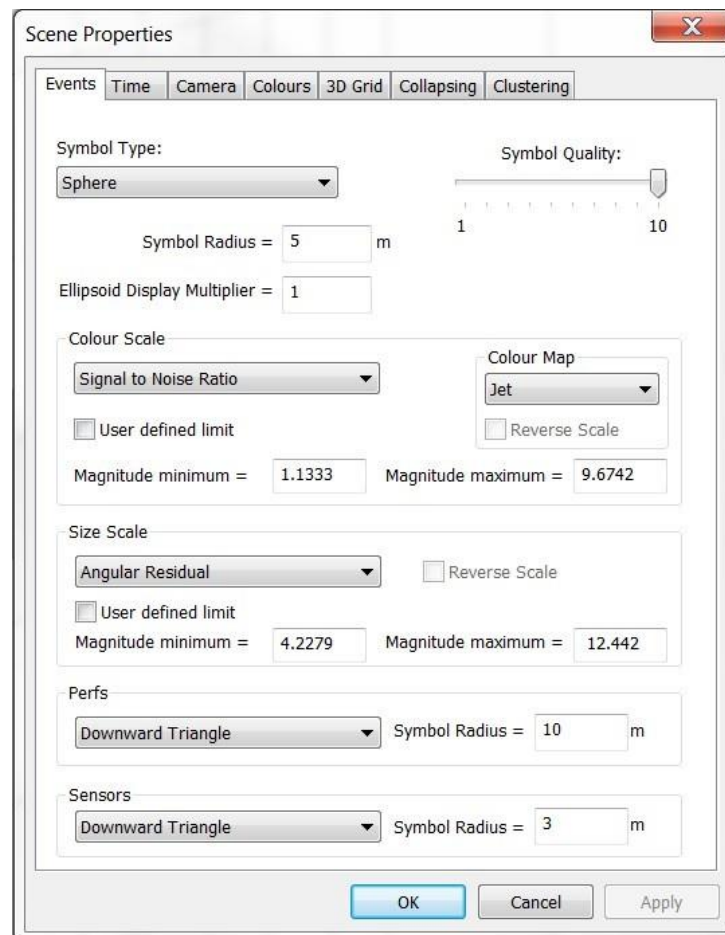 Scene Properties
X
Events Time Camera Colours 3D Grid Collapsing Clustering
Symbol Type:
Symbol Quality:
Sphere
1 10
Symbol Radius = 5 m
Ellipsoid Display Multiplier = 1
Colour Scale
Colour Map
Signal to Noise Ratio
Jet
User defined limit
Reverse Scale
Magnitude minimum = 1.1333 Magnitude maximum = 9.6742
Size Scale
Angular Residual Reverse Scale
User defined limit
Magnitude minimum = 4.2279 Magnitude maximum = 12.442
Perfs
Downward Triangle Symbol Radius = 10 m
Sensors
Downward Triangle Symbol Radius = 3 m
OK Cancel Apply